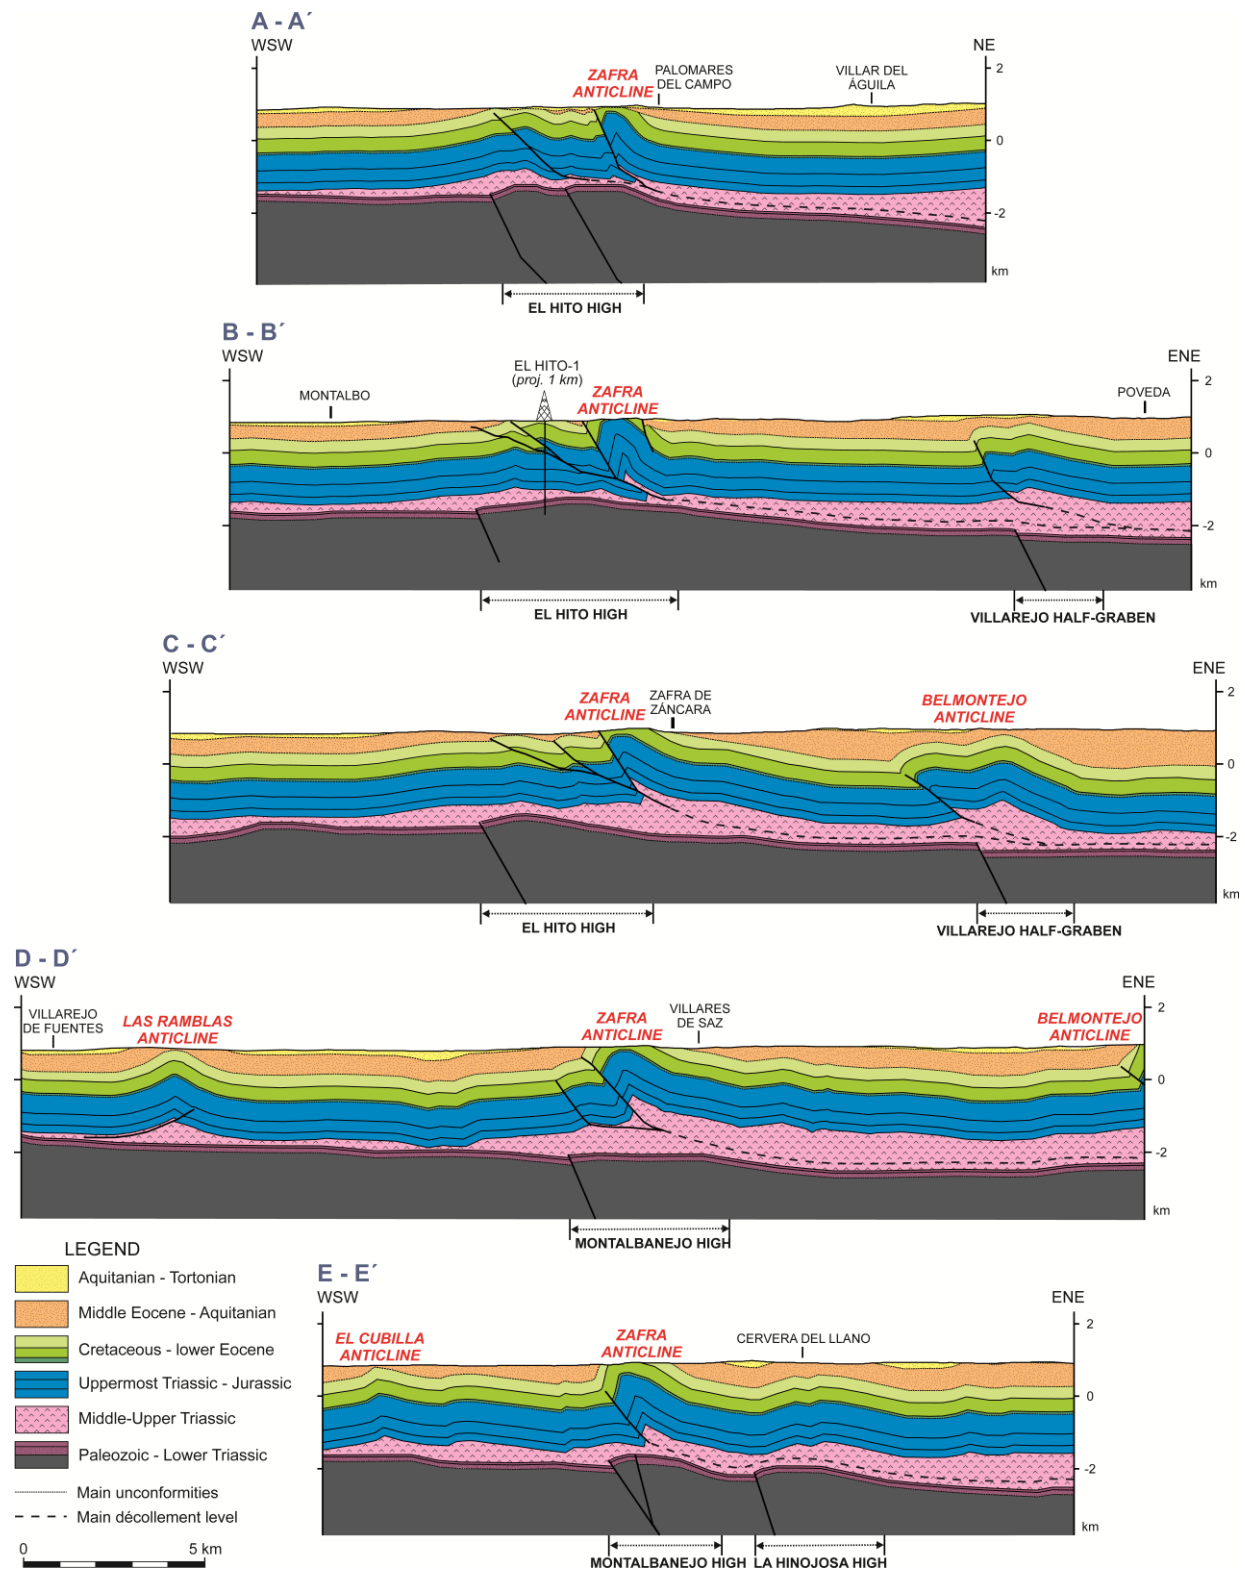 A - A´
WSW
NE
ZAFRA
ANTICLINE
PALOMARES
DEL CAMPO
VILLAR DEL
ÁGUILA
2
0
-2
km
EL HITO HIGH
B - B´
WSW
ENE
MONTALBO
EL HITO-1
(proj. 1 km)
ZAFRA
ANTICLINE
POVEDA
2
0
-2
km
EL HITO HIGH
VILLAREJO HALF-GRABEN
C - C´
WSW
ENE
ZAFRA
ANTICLINE
ZAFRA DE
ZÁNCARA
BELMONTEJO
ANTICLINE
2
0
-2
km
EL HITO HIGH
VILLAREJO HALF-GRABEN
D - D´
WSW
ENE
VILLAREJO
DE FUENTES
LAS RAMBLAS
ANTICLINE
ZAFRA
ANTICLINE
VILLARES
DE SAZ
BELMONTEJO
ANTICLINE
2
0
-2
km
MONTALBANEJO HIGH
LEGEND
Aquitanian - Tortonian
Middle Eocene - Aquitanian
Cretaceous - lower Eocene
Uppermost Triassic - Jurassic
Middle-Upper Triassic
Paleozoic - Lower Triassic
Main unconformities
Main décollement level
0 5 km
E - E´
WSW
ENE
EL CUBILLA
ANTICLINE
ZAFRA
ANTICLINE
CERVERA DEL LLANO
2
0
-2
km
MONTALBANEJO HIGH
LA HINOJOSA HIGH